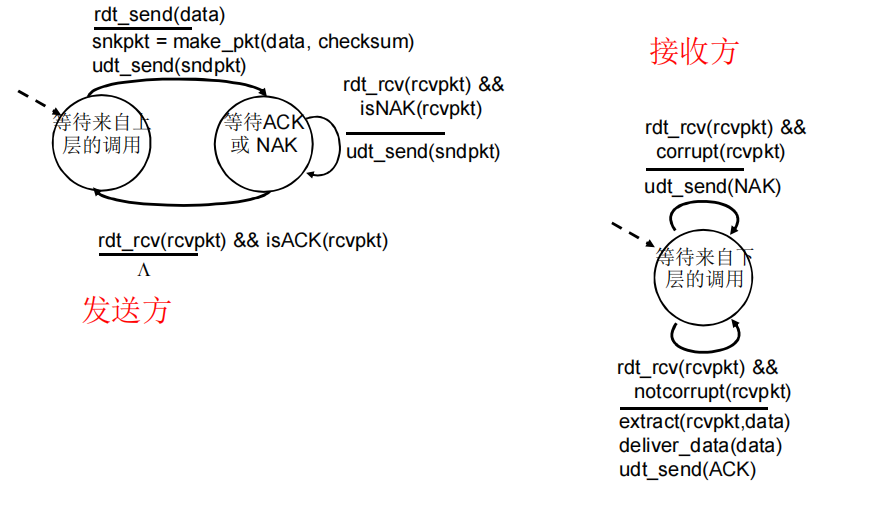 rdt_send(data)
snkpkt = make_pkt(data, checksum)
udt_send(sndpkt)
等待来自上
层的调用
等待ACK
或 NAK
rdt_rcv(rcvpkt) &&
isNAK(rcvpkt)
udt_send(sndpkt)
rdt_rcv(rcvpkt) && isACK(rcvpkt)
Λ
发送方
接收方
rdt_rcv(rcvpkt) &&
corrupt(rcvpkt)
udt_send(NAK)
等待来自下
层的调用
rdt_rcv(rcvpkt) &&
notcorrupt(rcvpkt)
extract(rcvpkt,data)
deliver_data(data)
udt_send(ACK)